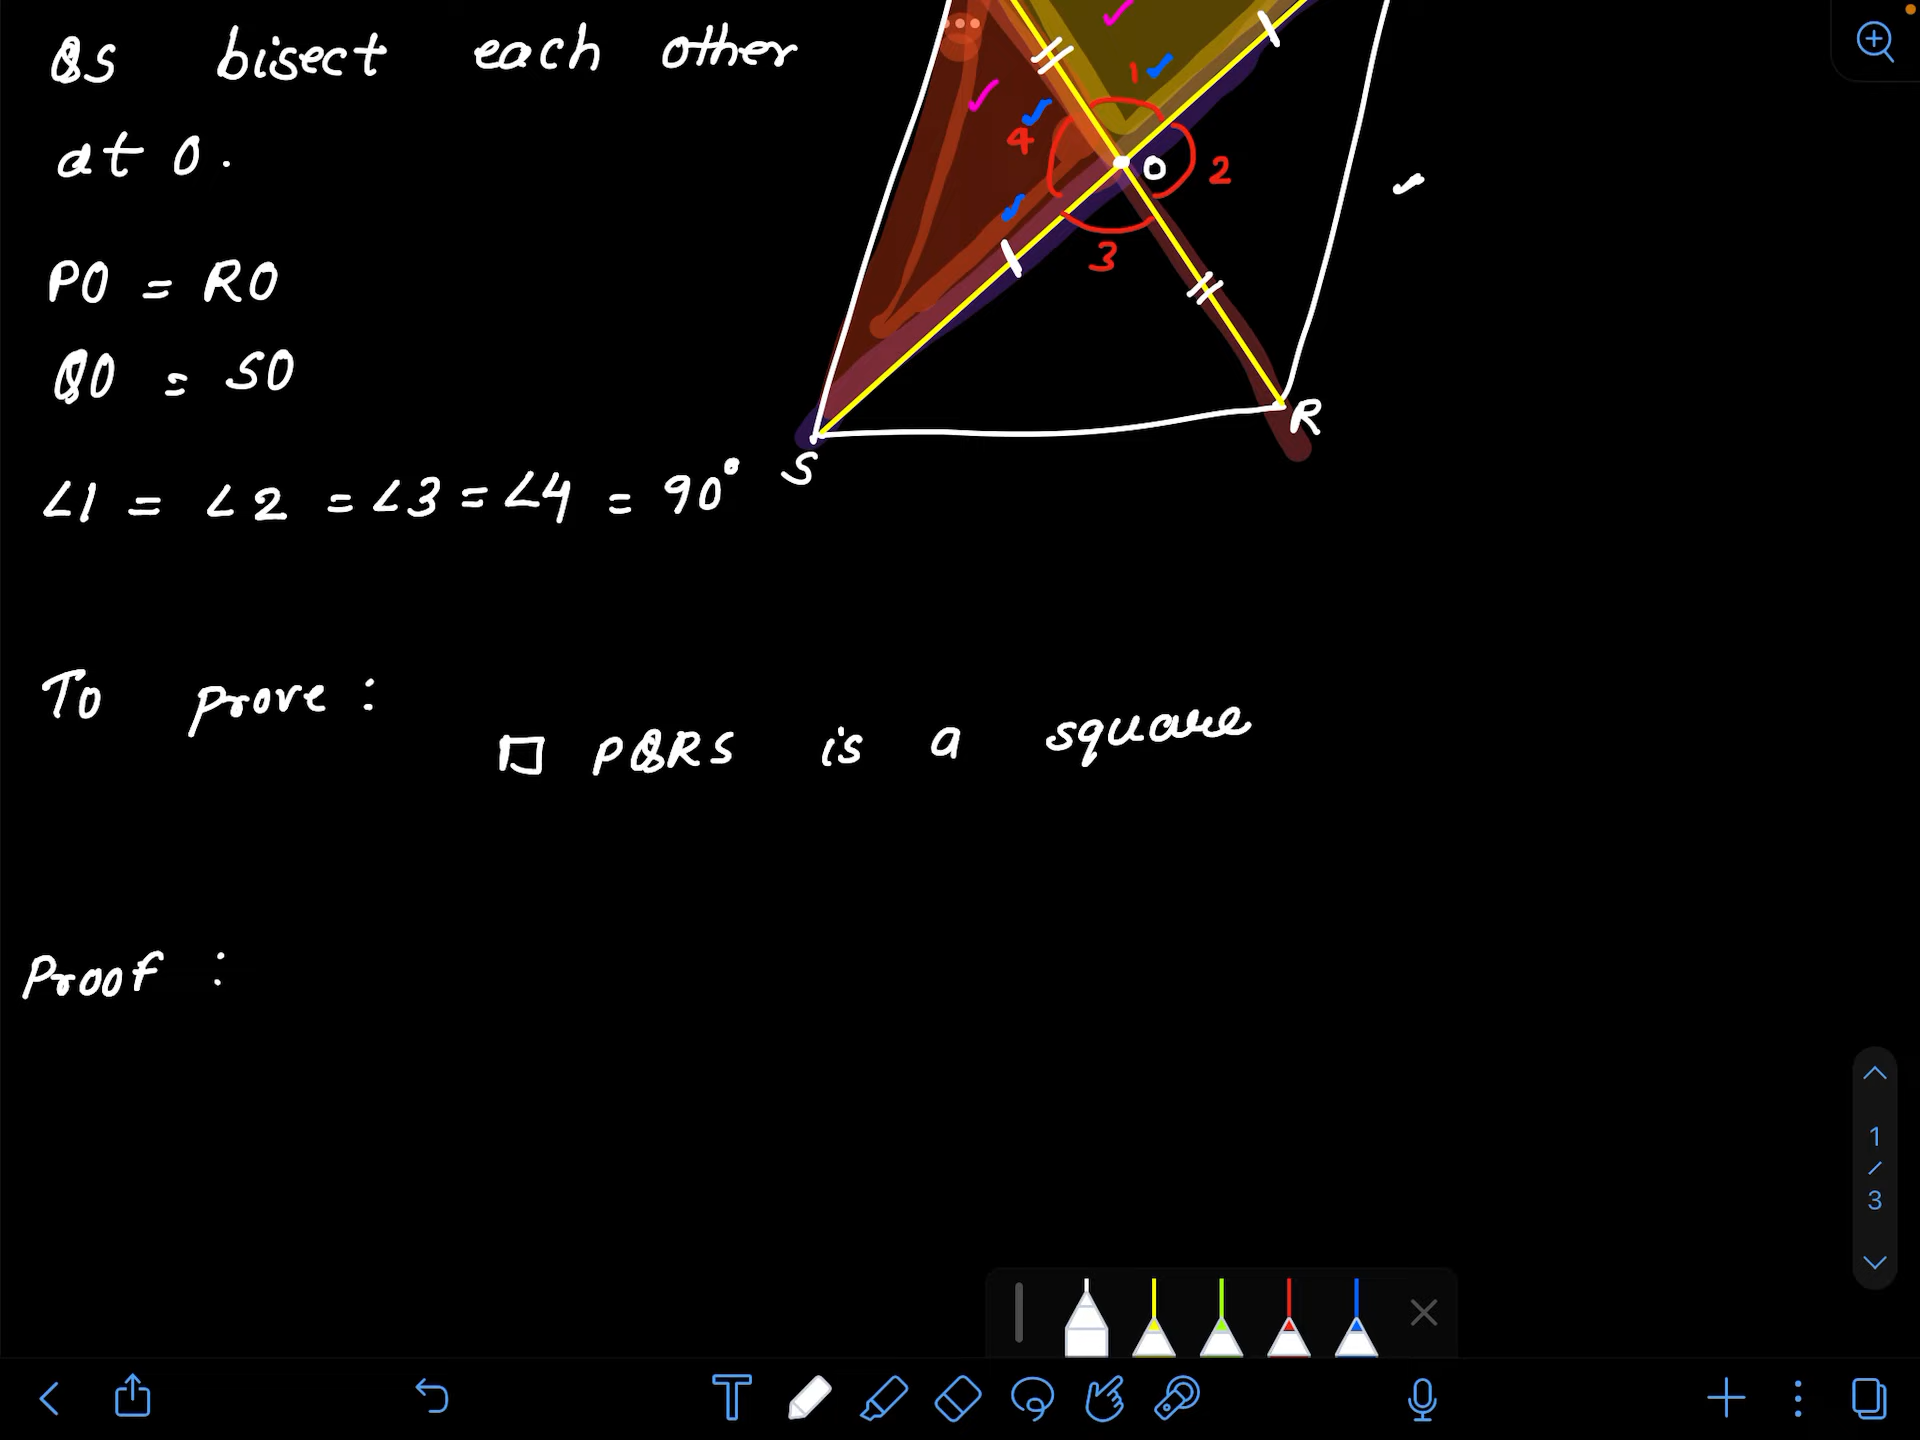 QS bisect each other
at O.
PO = RO
QO = SO
∠1 = ∠2 = ∠3 = ∠4 = 90°
1
4
O
2
3
R
S
To prove :
□ PQRS is a square
Proof :
1
/
3
T